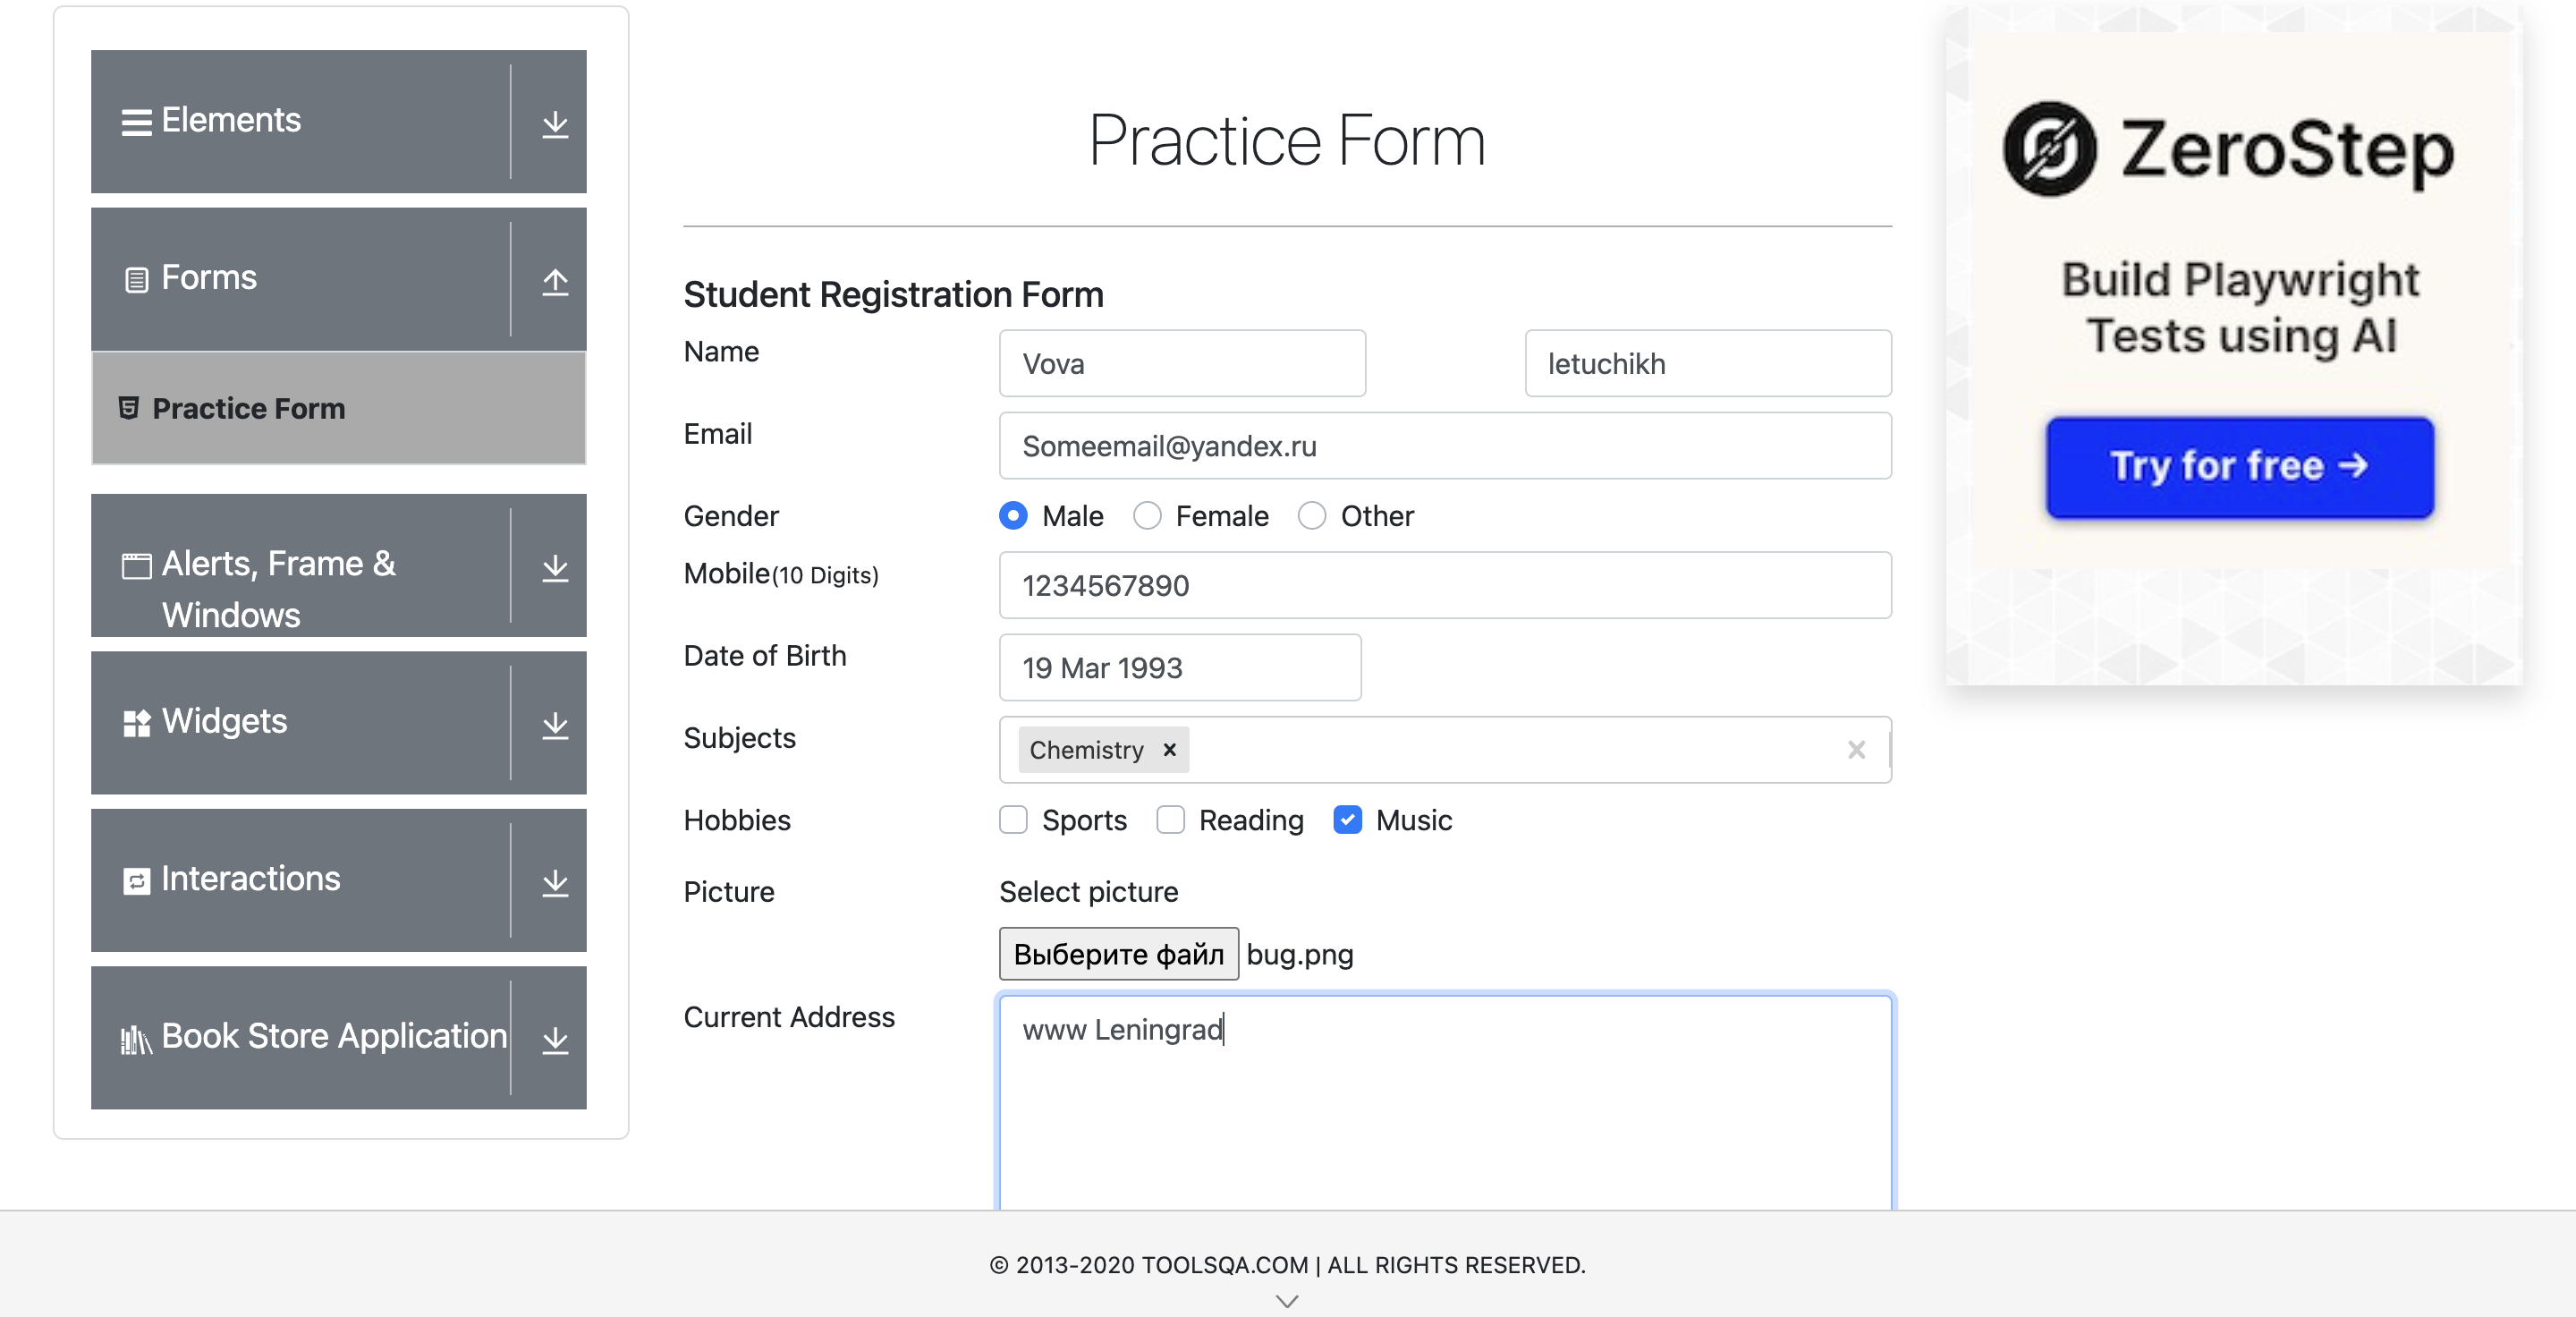 Elements
Forms
Practice Form
Alerts, Frame &
Windows
Widgets
Interactions
Book Store Application
Practice Form
Student Registration Form
Name Vova letuchikh
Email Someemail@yandex.ru
Gender Male Female Other
Mobile(10 Digits) 1234567890
Date of Birth 19 Mar 1993
Subjects Chemistry
Hobbies Sports Reading Music
Picture Select picture
Выберите файл bug.png
Current Address www Leningrad
ZeroStep
Build Playwright
Tests using AI
Try for free →
© 2013-2020 TOOLSQA.COM | ALL RIGHTS RESERVED.